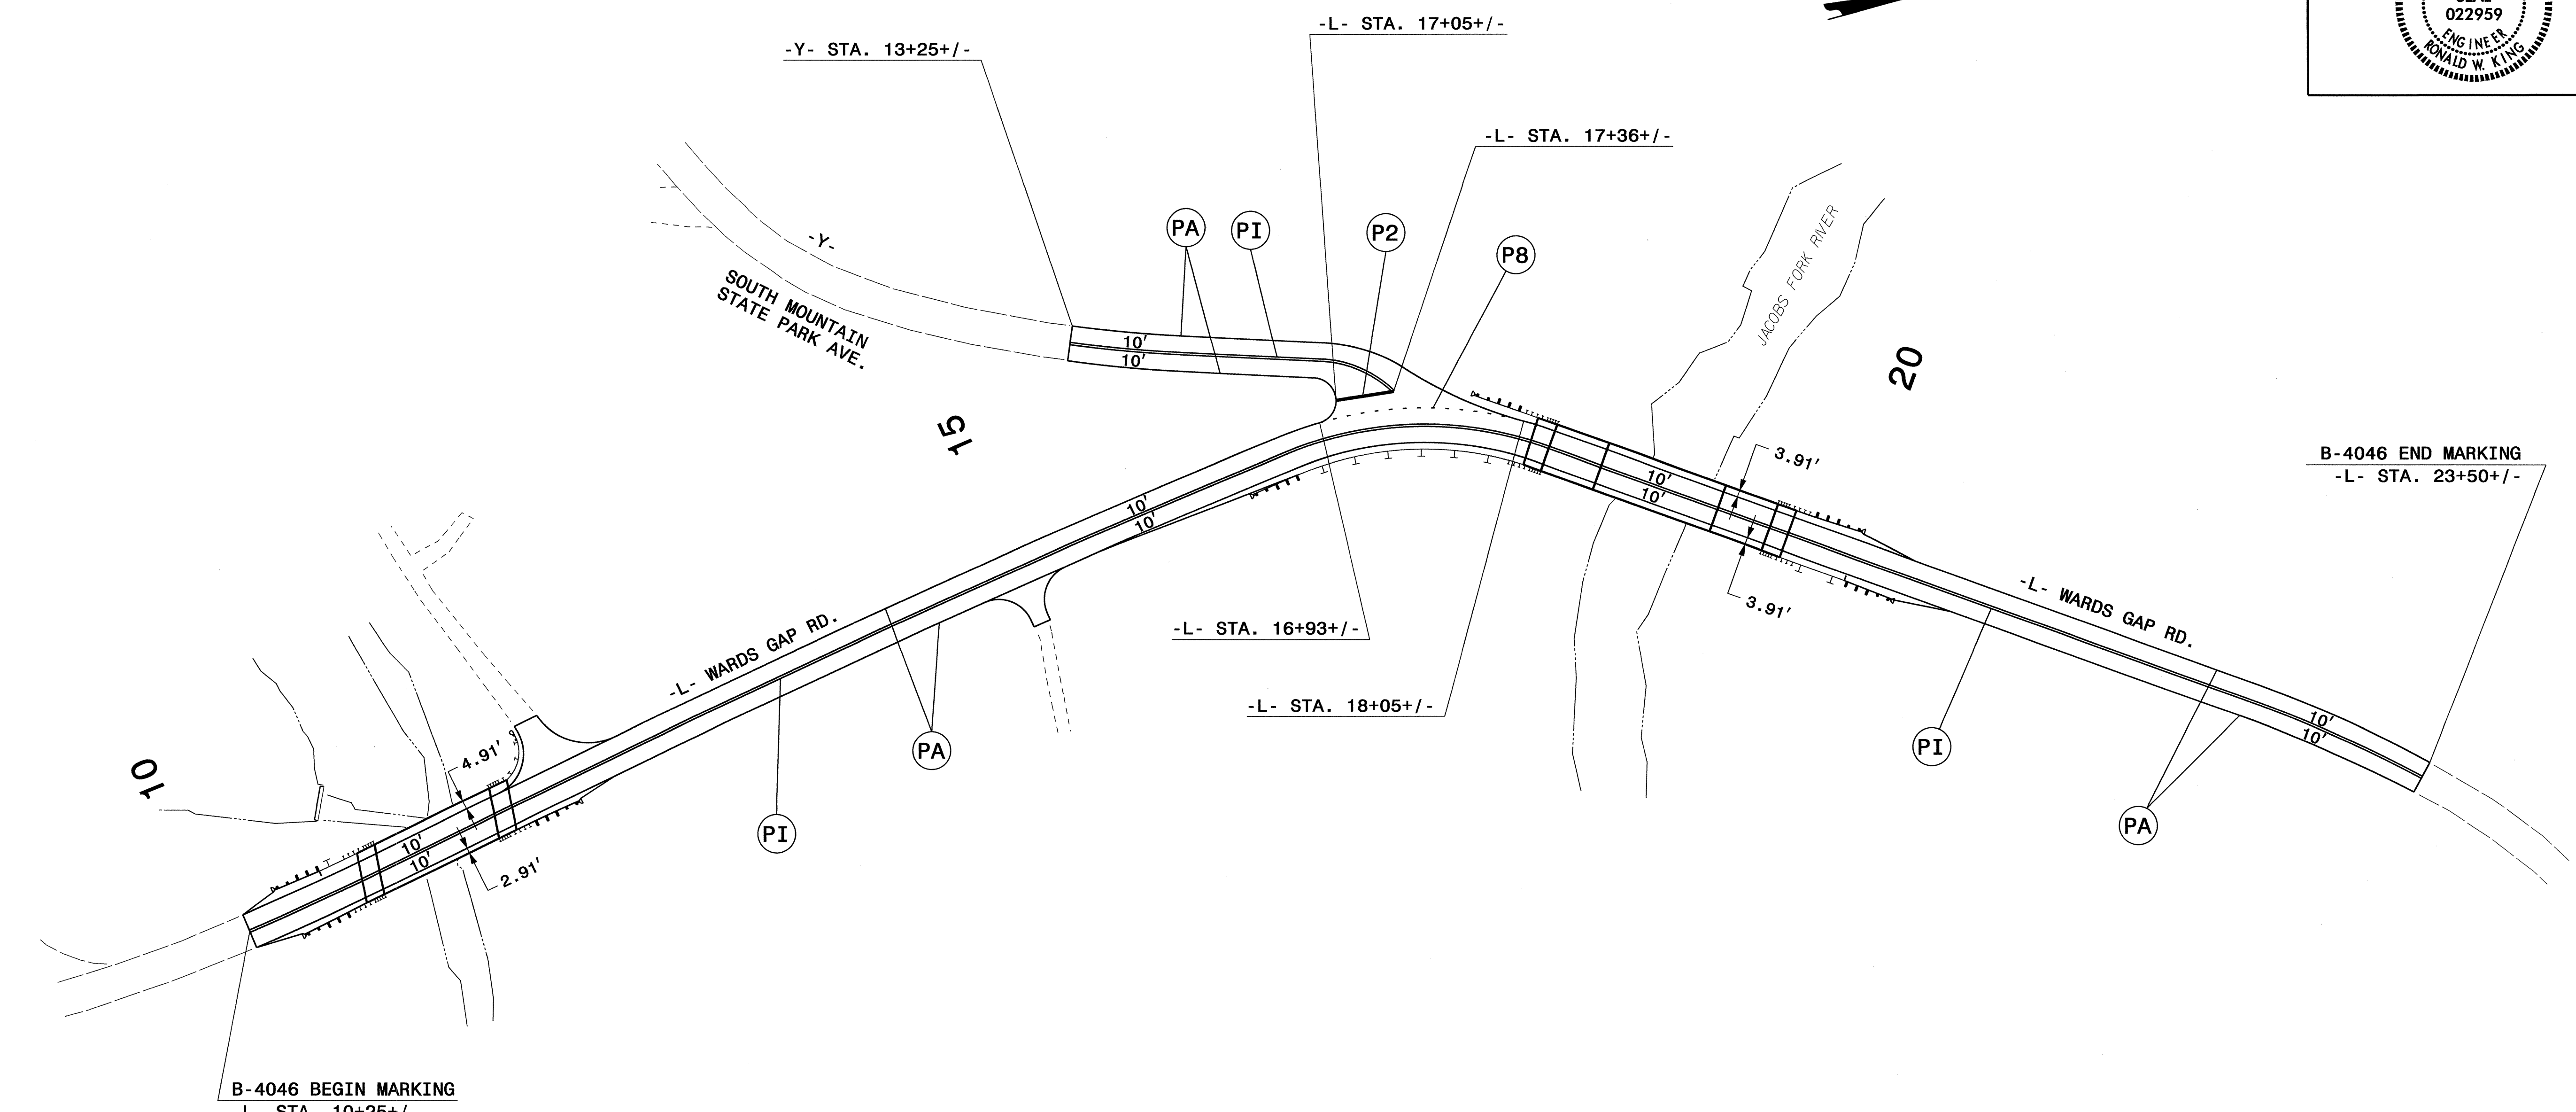 022959
ENGINEER
RONALD W. KING
-L- STA. 17+05+/-
-Y- STA. 13+25+/-
-L- STA. 17+36+/-
PA
PI
P2
P8
-Y-
SOUTH MOUNTAIN
STATE PARK AVE.
JACOBS FORK RIVER
10'
10'
15
20
3.91'
B-4046 END MARKING
-L- STA. 23+50+/-
10'
10'
10'
10'
3.91'
-L- WARDS GAP RD.
-L- STA. 16+93+/-
-L- WARDS GAP RD.
-L- STA. 18+05+/-
10'
10'
PI
PA
PA
10
4.91'
PI
10'
10'
2.91'
B-4046 BEGIN MARKING
-L- STA. 10+25+/-